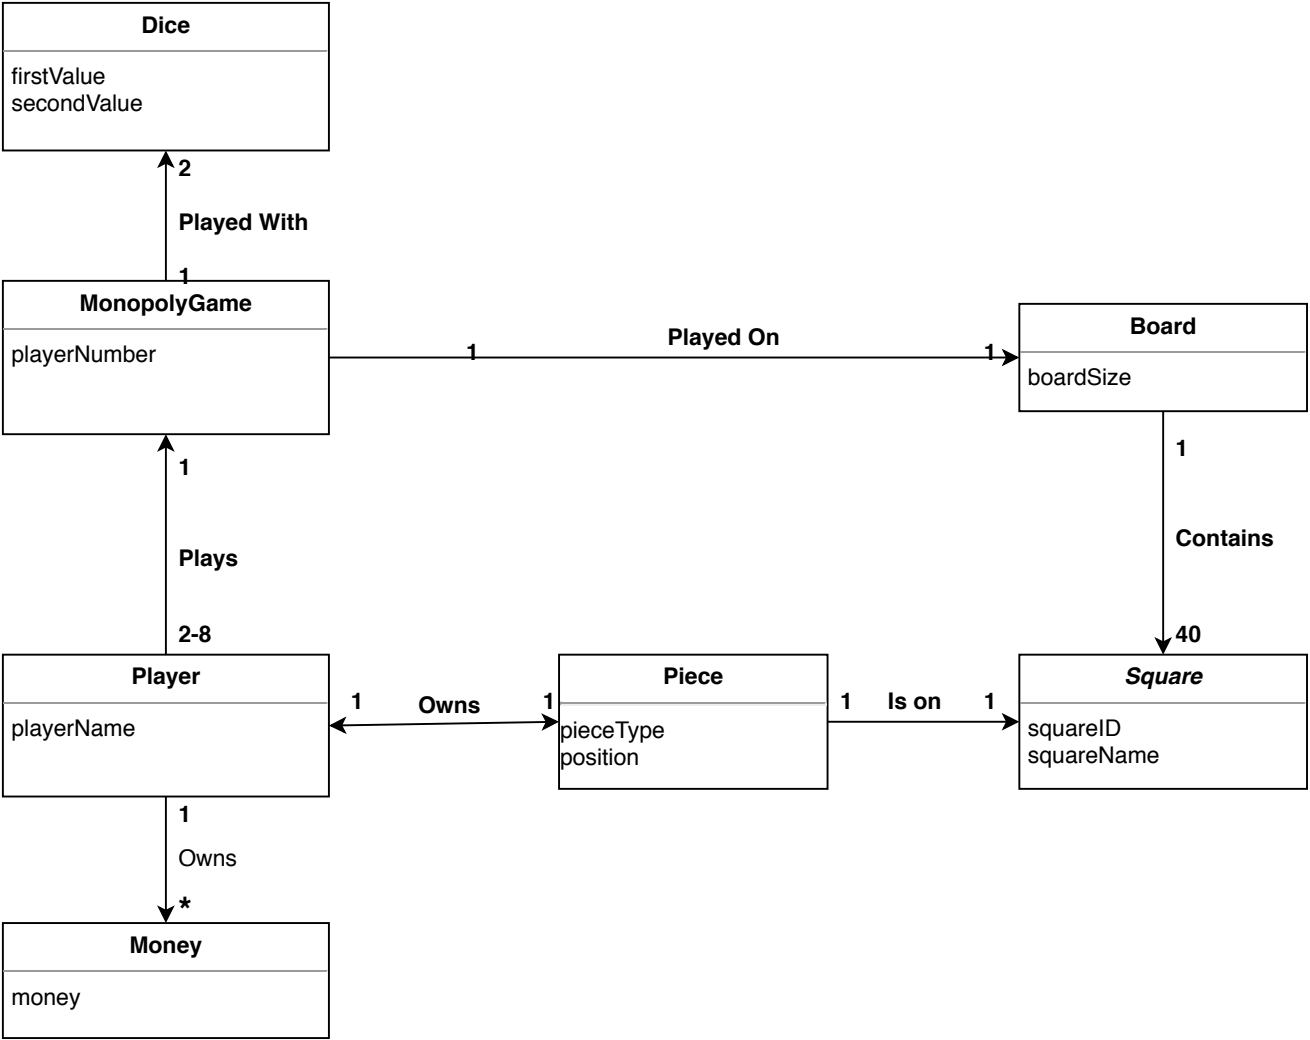 Dice
firstValue
secondValue
2
Played With
1
MonopolyGame
playerNumber
1
Played On
1
Board
boardSize
1
Plays
2-8
1
Contains
40
Player
playerName
1
Owns
1
Piece
pieceType
position
1
Is on
1
Square
squareID
squareName
1
Owns
*
Money
money